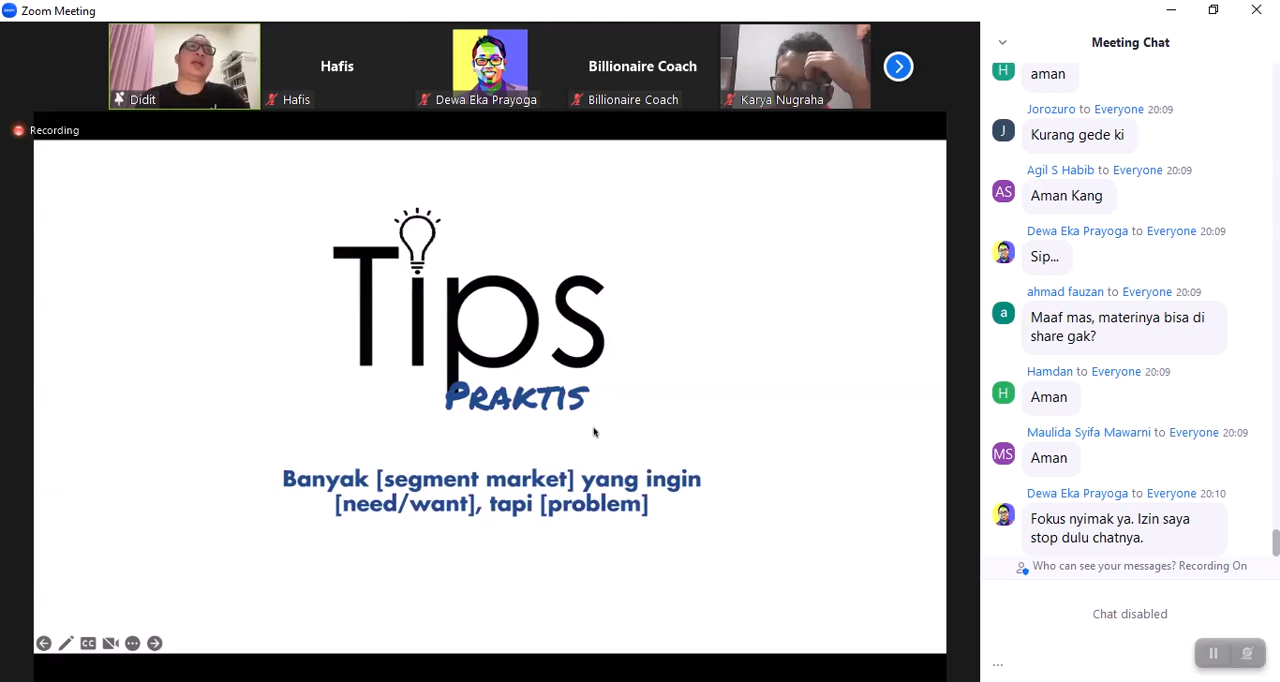 Zoom Meeting
Didit
Hafis
Hafis
Dewa Eka Prayoga
Billionaire Coach
Billionaire Coach
Karya Nugraha
Recording
Tips
PRAKTIS
Banyak [segment market] yang ingin
[need/want], tapi [problem]
CC
Meeting Chat
H
aman
Jorozuro to Everyone 20:09
J
Kurang gede ki
Agil S Habib to Everyone 20:09
AS
Aman Kang
Dewa Eka Prayoga to Everyone 20:09
Sip...
ahmad fauzan to Everyone 20:09
a
Maaf mas, materinya bisa di
share gak?
Hamdan to Everyone 20:09
H
Aman
Maulida Syifa Mawarni to Everyone 20:09
MS
Aman
Dewa Eka Prayoga to Everyone 20:10
Fokus nyimak ya. Izin saya
stop dulu chatnya.
Who can see your messages? Recording On
Chat disabled
...